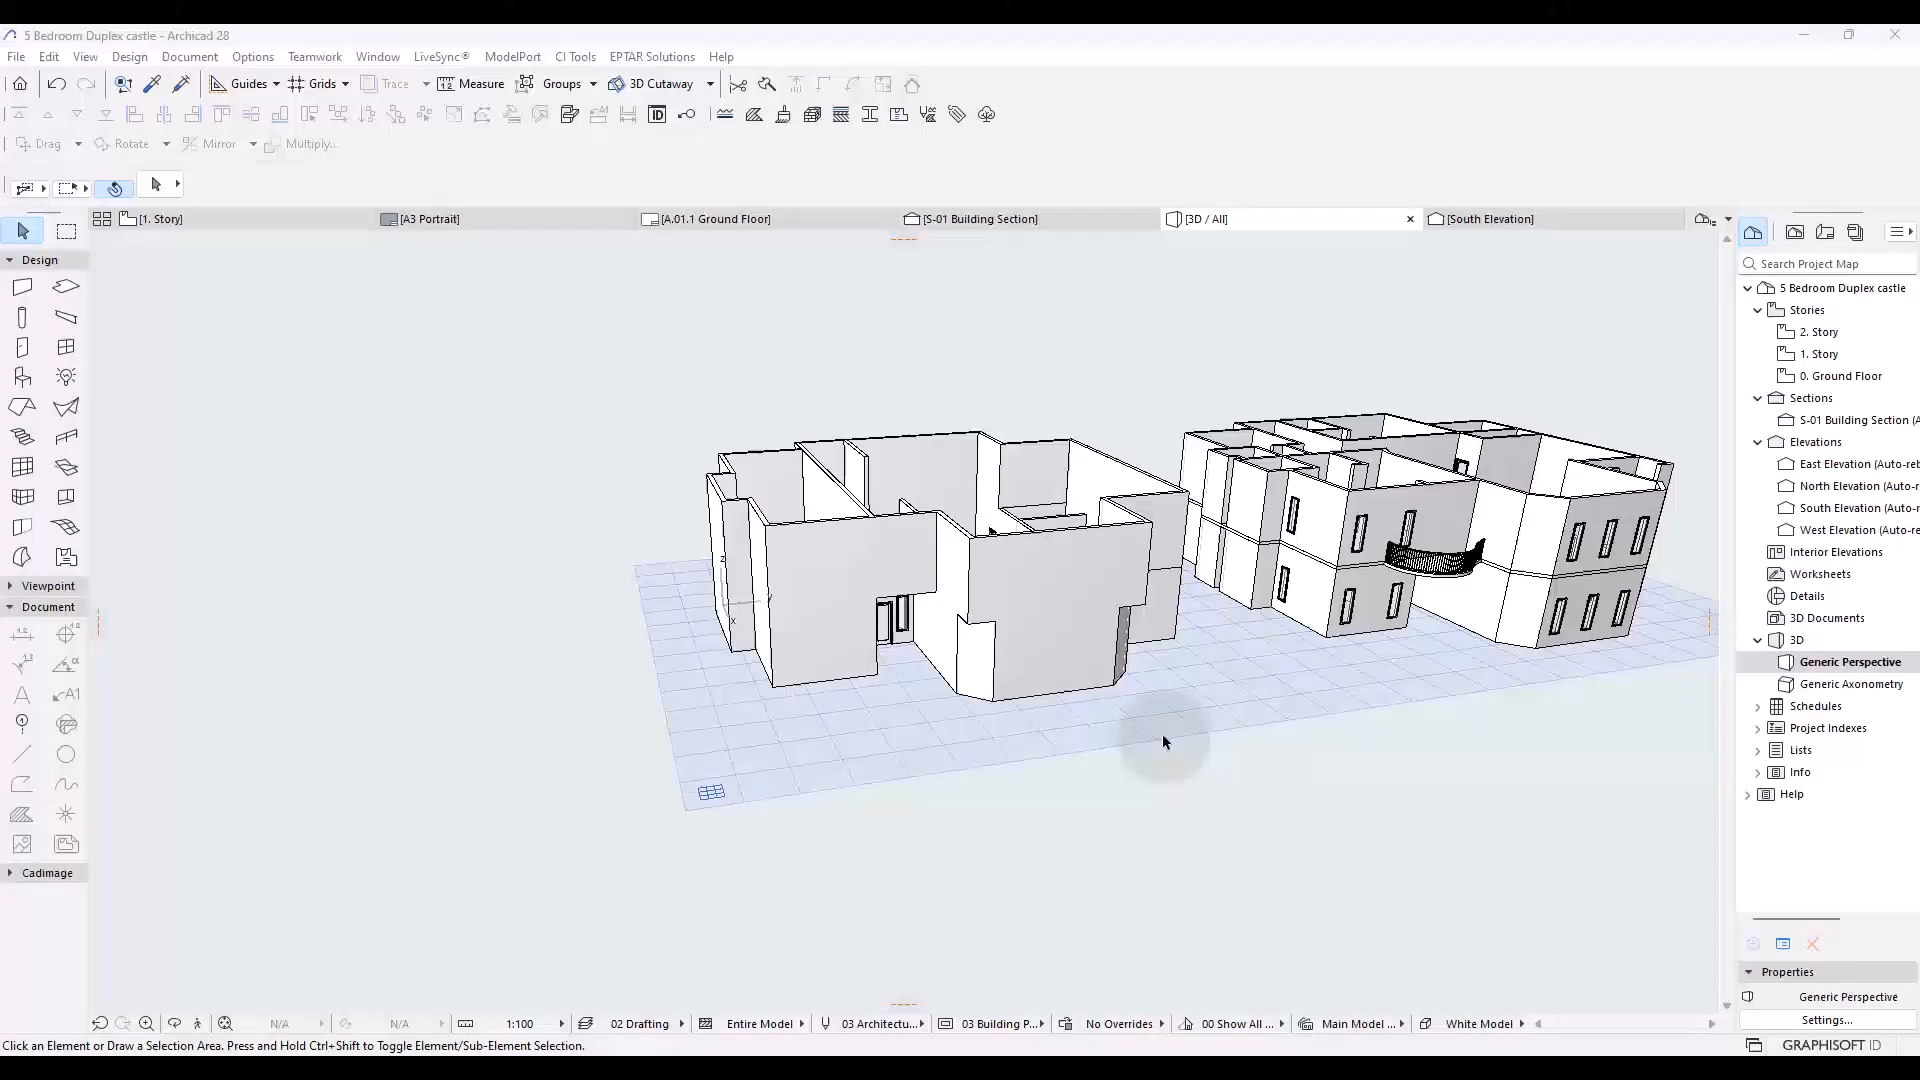 5 Bedroom Duplex castle - Archicad 28
File Edit View Design Document Options Teamwork Window LiveSync® ModelPort CI Tools EPTAR Solutions Help
Guides Grids Trace Measure Groups 3D Cutaway
ID
Drag Rotate Mirror Multiply...
[1. Story] [A3 Portrait] [A.01.1 Ground Floor] [S-01 Building Section] [3D / All] [South Elevation]
Design
Search Project Map
5 Bedroom Duplex castle
Stories
2. Story
1. Story
0. Ground Floor
Sections
S-01 Building Section (A
Elevations
East Elevation (Auto-reb
North Elevation (Auto-r
South Elevation (Auto-r
West Elevation (Auto-re
Interior Elevations
Worksheets
Details
3D Documents
3D
Generic Perspective
Generic Axonometry
Schedules
Project Indexes
Lists
Info
Help
Viewpoint
Document
1.2
A A1
Cadimage
z
x
Properties
Generic Perspective
Settings...
N/A N/A 1:100 02 Drafting Entire Model 03 Architectu... 03 Building P... No Overrides 00 Show All ... Main Model ... White Model
Click an Element or Draw a Selection Area. Press and Hold Ctrl+Shift to Toggle Element/Sub-Element Selection.
GRAPHISOFT ID